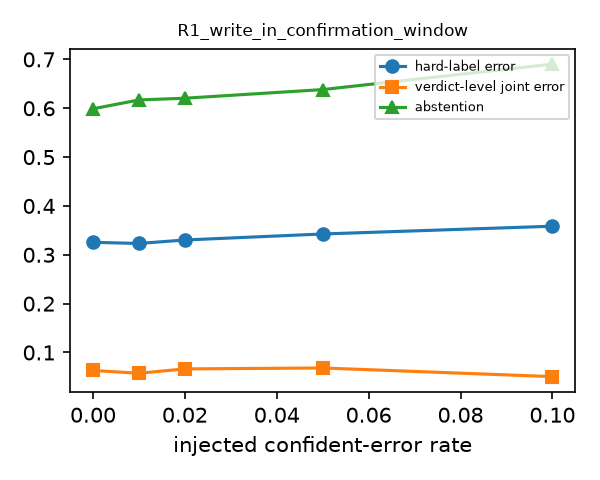 R1_write_in_confirmation_window
hard-label error
verdict-level joint error
abstention
0.7
0.6
0.5
0.4
0.3
0.2
0.1
0.00 0.02 0.04 0.06 0.08 0.10
injected confident-error rate